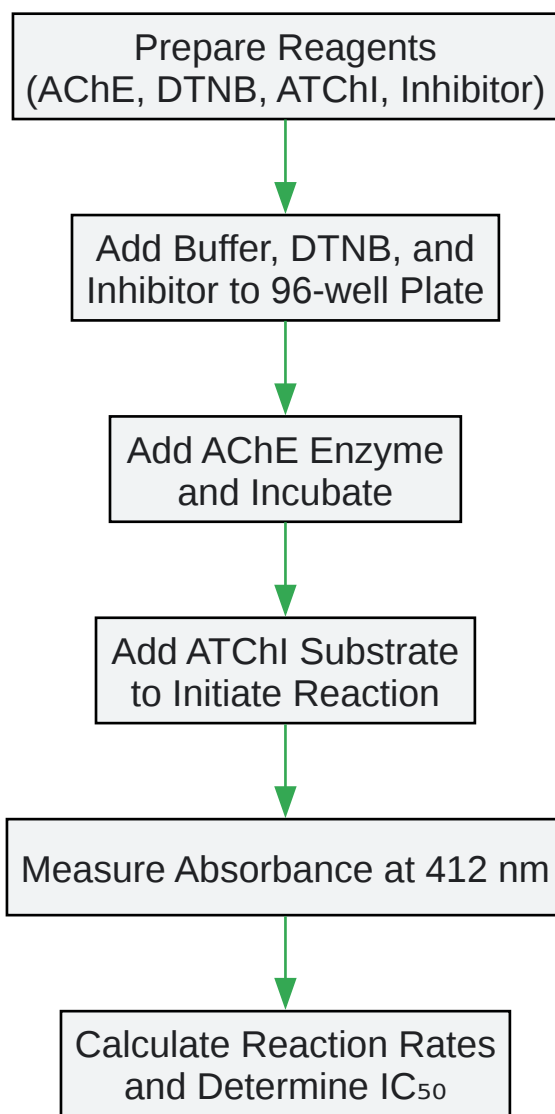 Prepare Reagents
(AChE, DTNB, ATChI, Inhibitor)
Add Buffer, DTNB, and
Inhibitor to 96-well Plate
Add AChE Enzyme
and Incubate
Add ATChI Substrate
to Initiate Reaction
Measure Absorbance at 412 nm
Calculate Reaction Rates
and Determine IC₅₀